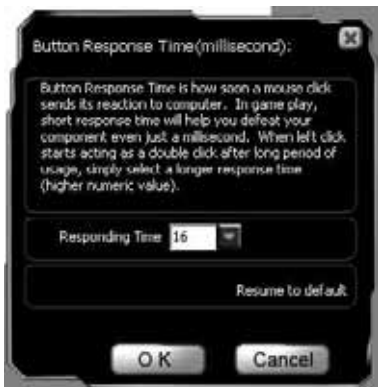 Button Response Time(millisecond):
Button Response Time is how soon a mouse click
sends its reaction to computer. In game play,
short response time will help you defeat your
component even just a milisecond. When left click
starts acting as a double click after long period of
usage, simply select a longer response time
(higher numeric value).
Responding Time 16
Resume to default
OK Cancel